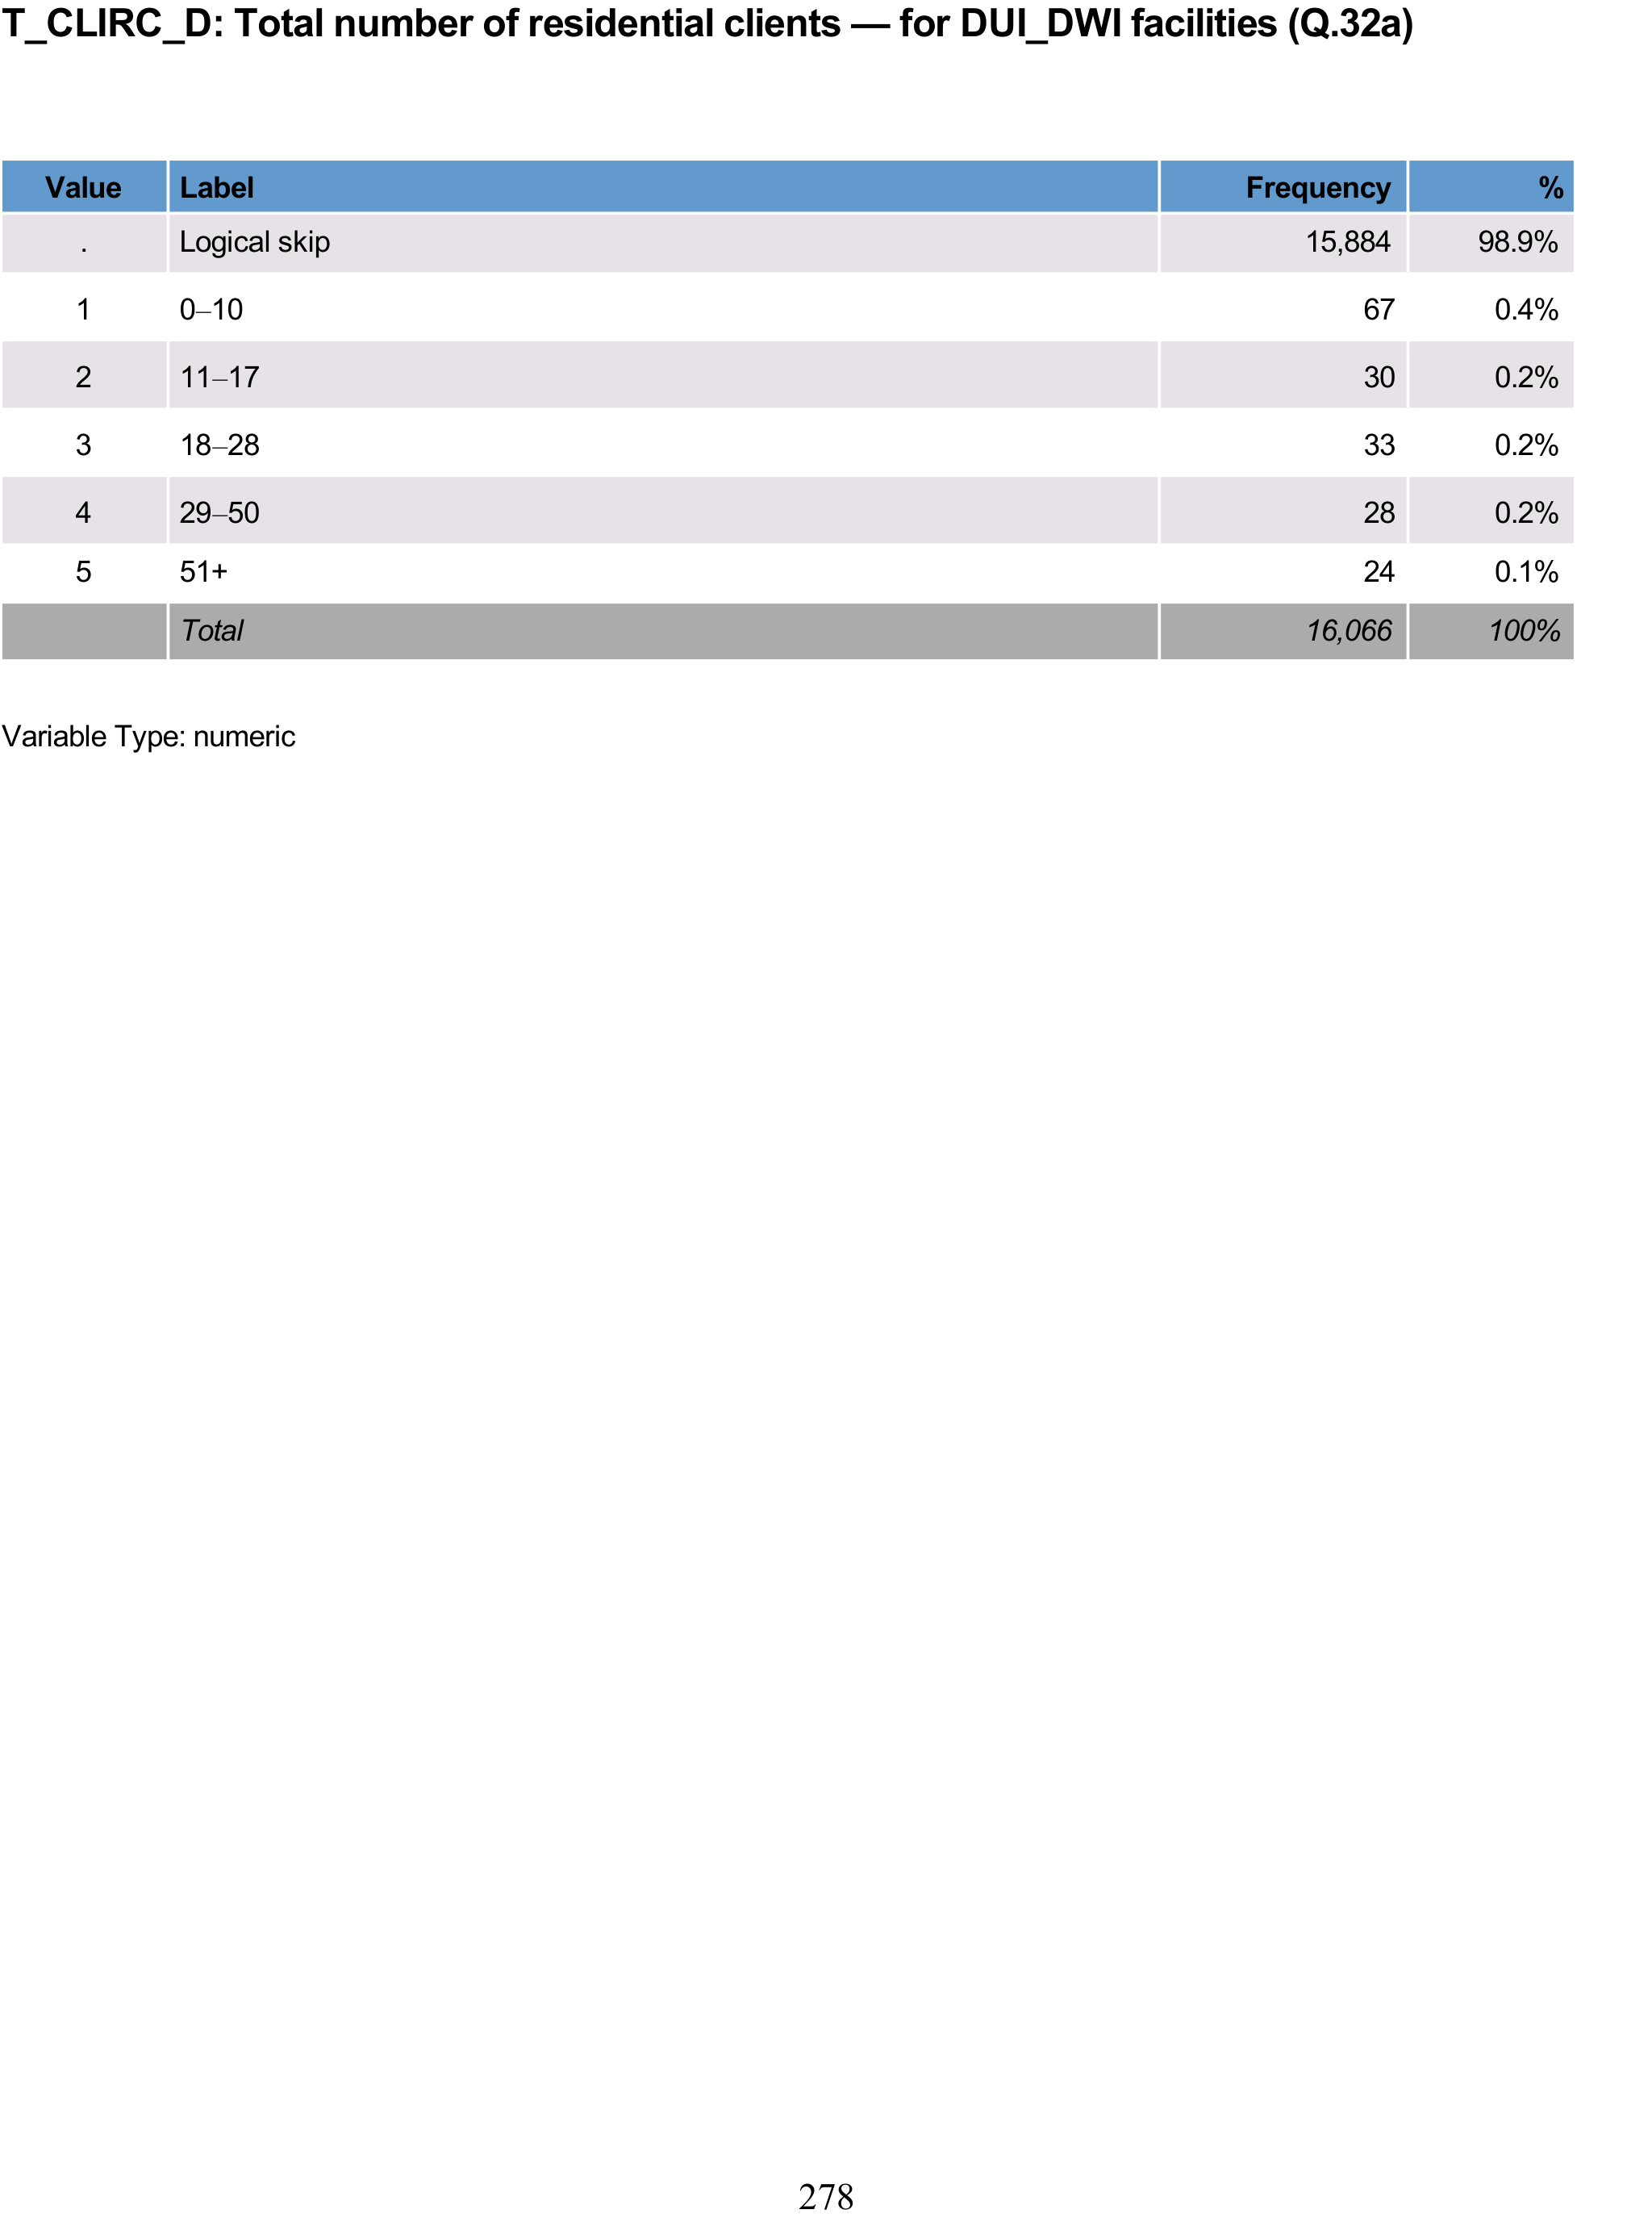 T_CLIRC_D: Total number of residential clients — for DUI_DWI facilities (Q.32a)
Value Label Frequency %
. Logical skip 15,884 98.9%
1 0–10 67 0.4%
2 11–17 30 0.2%
3 18–28 33 0.2%
4 29–50 28 0.2%
5 51+ 24 0.1%
Total 16,066 100%
Variable Type: numeric
278